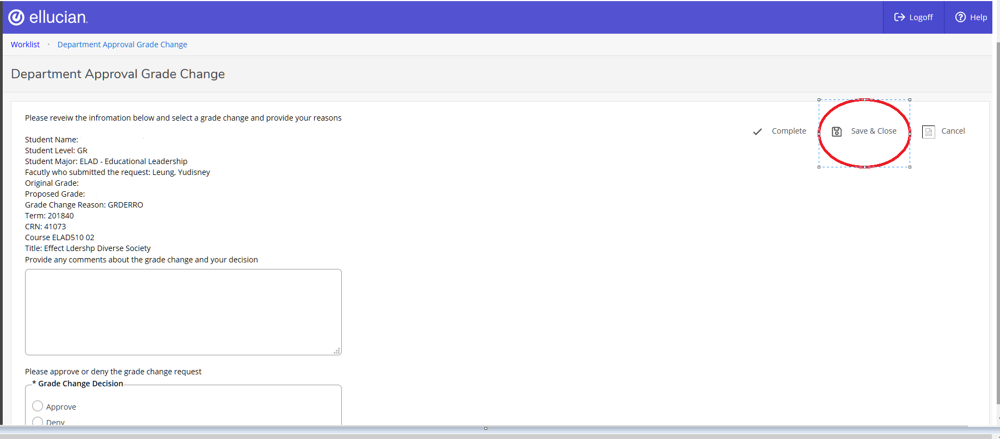 ellucian.
Logoff
Help
Worklist • Department Approval Grade Change
Department Approval Grade Change
Please reveiw the infromation below and select a grade change and provide your reasons
Complete
Save & Close
Cancel
Student Name:
Student Level: GR
Student Major: ELAD - Educational Leadership
Facutly who submitted the request: Leung, Yudisney
Original Grade:
Proposed Grade:
Grade Change Reason: GRDERRO
Term: 201840
CRN: 41073
Course ELAD510 02
Title: Effect Ldershp Diverse Society
Provide any comments about the grade change and your decision
Please approve or deny the grade change request
* Grade Change Decision
Approve
Deny